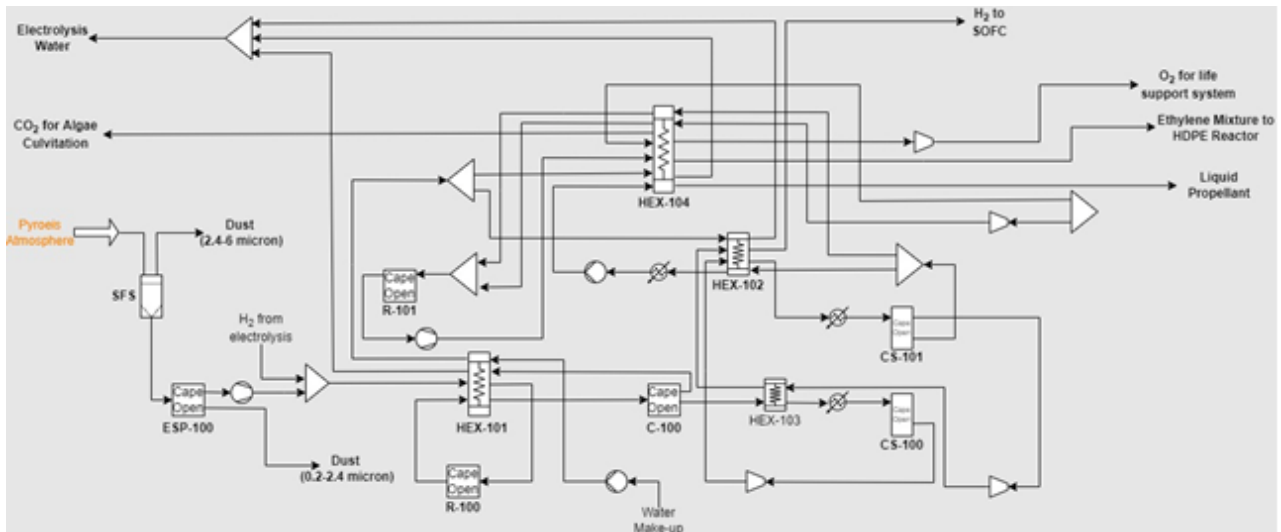 Electrolysis
Water
H₂ to
SOFC
O₂ for life
support system
CO₂ for Algae
Culvitation
Ethylene Mixture to
HDPE Reactor
Liquid
Propellant
HEX-104
Pyroeis
Atmosphere
Dust
(2.4-6 micron)
SFS
HEX-102
Cape
Open
R-101
H₂ from
electrolysis
Cape
Open
CS-101
Cape
Open
ESP-100
HEX-101
Cape
Open
C-100
HEX-103
Cape
Open
CS-100
Dust
(0.2-2.4 micron)
Cape
Open
R-100
Water
Make-up